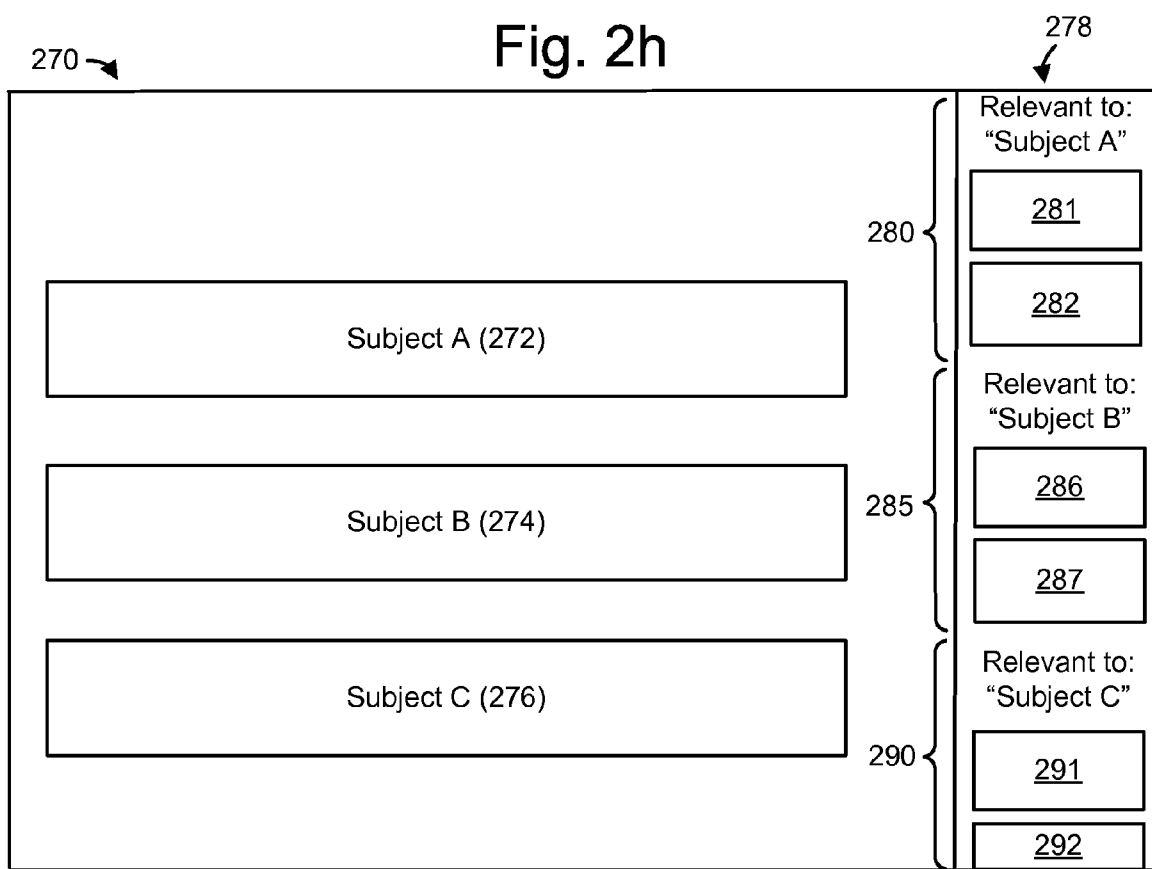 Fig. 2h
270
278
Relevant to:
“Subject A”
281
280
282
Subject A (272)
Relevant to:
“Subject B”
286
285
Subject B (274)
287
Relevant to:
“Subject C”
Subject C (276)
290
291
292